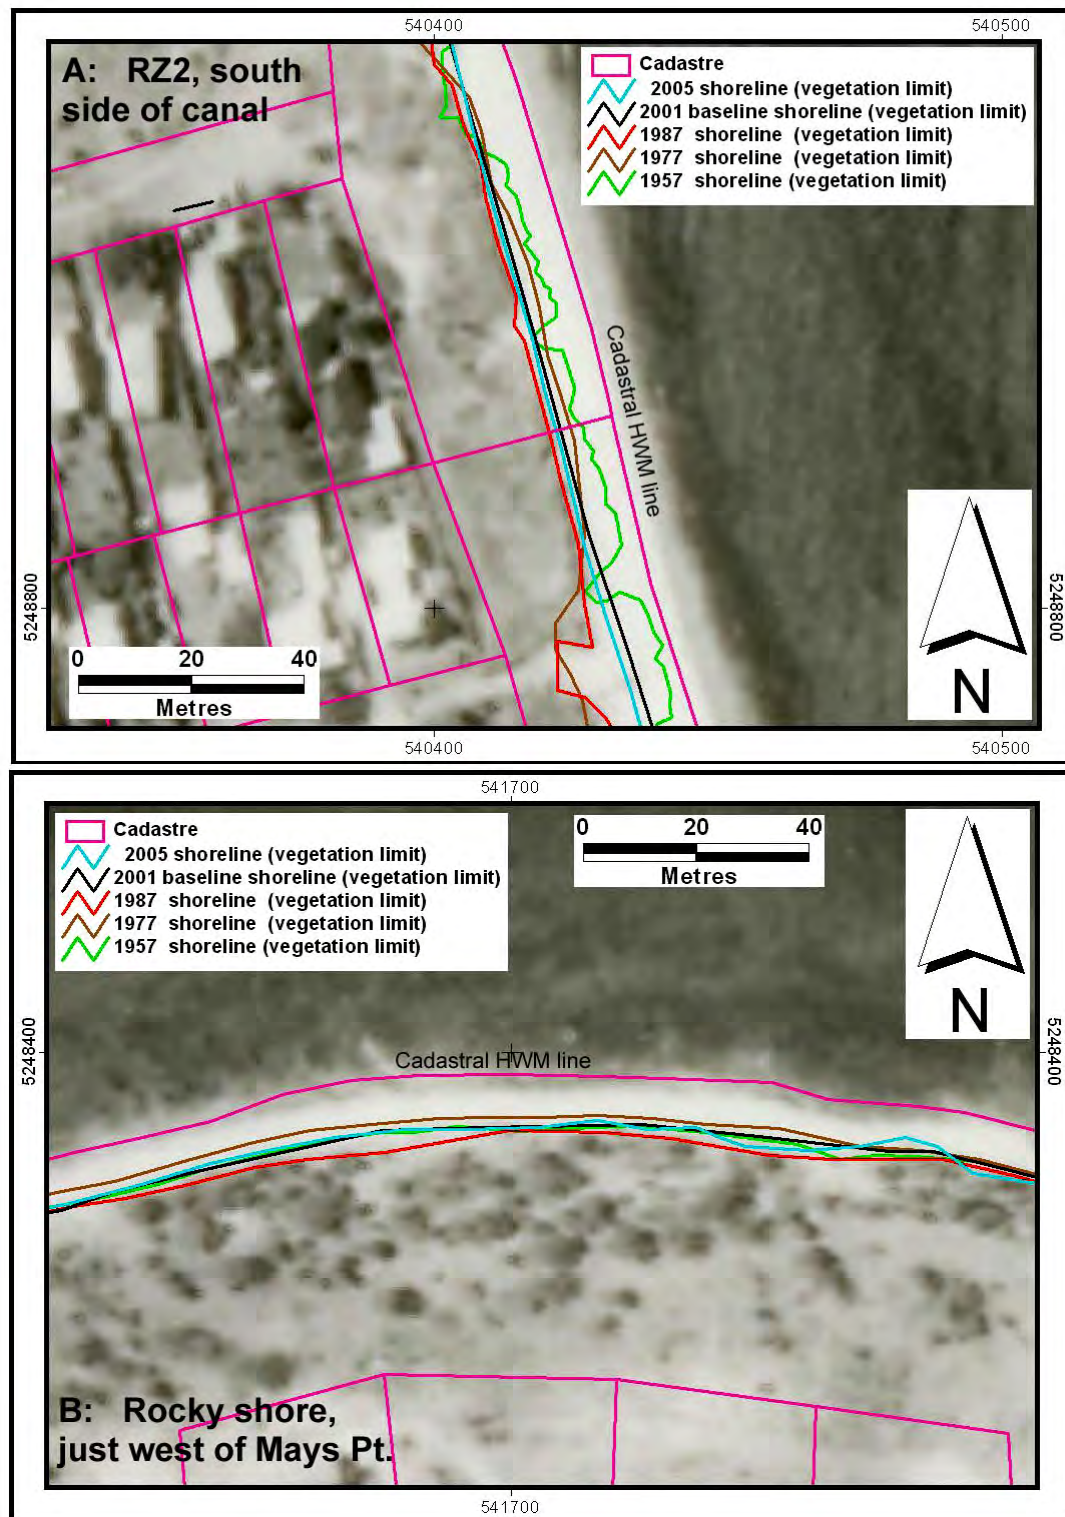 540400
540500
A: RZ2, south
side of canal
Cadastre
2005 shoreline (vegetation limit)
2001 baseline shoreline (vegetation limit)
1987 shoreline (vegetation limit)
1977 shoreline (vegetation limit)
1957 shoreline (vegetation limit)
Cadastral HWM line
5248800
5248800
0 20 40
Metres
N
540400
540500
541700
Cadastre
2005 shoreline (vegetation limit)
2001 baseline shoreline (vegetation limit)
1987 shoreline (vegetation limit)
1977 shoreline (vegetation limit)
1957 shoreline (vegetation limit)
0 20 40
Metres
N
5248400
5248400
Cadastral HWM line
B: Rocky shore,
just west of Mays Pt.
541700